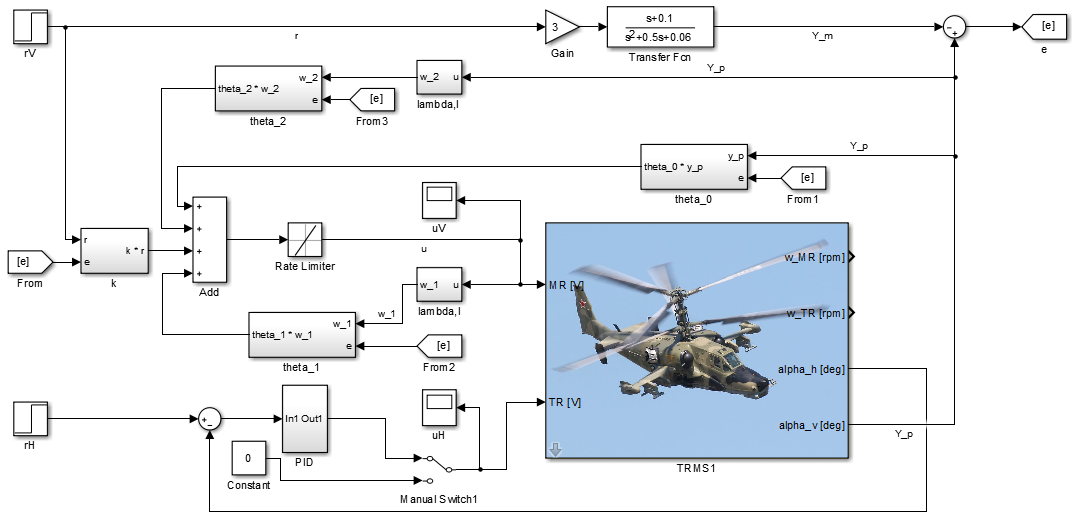 rV
r
3
Gain
s+0.1
s2+0.5s+0.06
Transfer Fcn
Y_m
-
+
[e]
e
theta_2 * w_2
w_2
e
theta_2
w_2
u
lambda,l
[e]
From3
Y_p
theta_0 * y_p
y_p
e
theta_0
[e]
From1
Y_p
[e]
From
r
e
k * r
k
+
+
+
+
Add
Rate Limiter
u
uV
w_1
u
lambda,l
w_1
theta_1 * w_1
w_1
e
theta_1
[e]
From2
MR [V]
TR [V]
w_MR [rpm]
w_TR [rpm]
alpha_h [deg]
alpha_v [deg]
TRMS1
Y_p
rH
+
-
In1 Out1
PID
0
Constant
Manual Switch1
uH